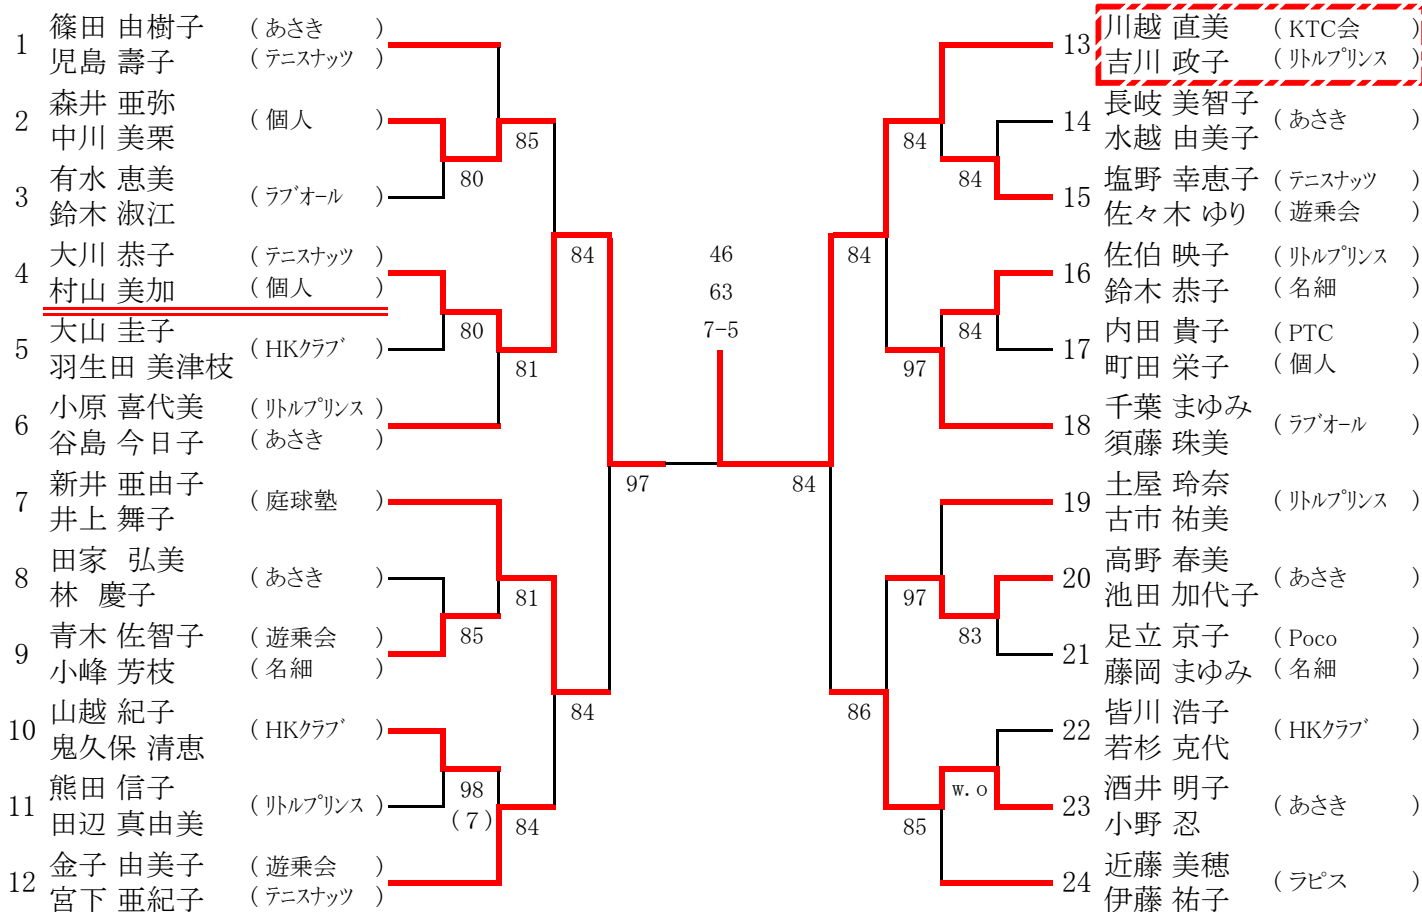 1 篠田 由樹子 (あさき)
児島 壽子 (テニスナッツ)
2 森井 亜弥 (個人)
中川 美栗
3 有水 恵美 (ラブオール)
鈴木 淑江
4 大川 恭子 (テニスナッツ)
村山 美加 (個人)
5 大山 圭子 (HKクラブ)
羽生田 美津枝
6 小原 喜代美 (リトルプリンス)
谷島 今日子 (あさき)
7 新井 亜由子 (庭球塾)
井上 舞子
8 田家 弘美 (あさき)
林 慶子
9 青木 佐智子 (遊乗会)
小峰 芳枝 (名細)
10 山越 紀子 (HKクラブ)
鬼久保 清恵
11 熊田 信子 (リトルプリンス)
田辺 真由美
12 金子 由美子 (遊乗会)
宮下 亜紀子 (テニスナッツ)
80
80
85
98
(7)
85
81
81
84
84
84
97
46
63
7-5
84
84
86
84
97
97
85
84
84
83
w.o
13 川越 直美 (KTC会)
吉川 政子 (リトルプリンス)
14 長岐 美智子 (あさき)
水越 由美子
15 塩野 幸恵子 (テニスナッツ)
佐々木 ゆり (遊乗会)
16 佐伯 映子 (リトルプリンス)
鈴木 恭子 (名細)
17 内田 貴子 (PTC)
町田 栄子 (個人)
18 千葉 まゆみ (ラブオール)
須藤 珠美
19 土屋 玲奈 (リトルプリンス)
古市 祐美
20 高野 春美 (あさき)
池田 加代子
21 足立 京子 (Poco)
藤岡 まゆみ (名細)
22 皆川 浩子 (HKクラブ)
若杉 克代
23 酒井 明子 (あさき)
小野 忍
24 近藤 美穂 (ラピス)
伊藤 祐子